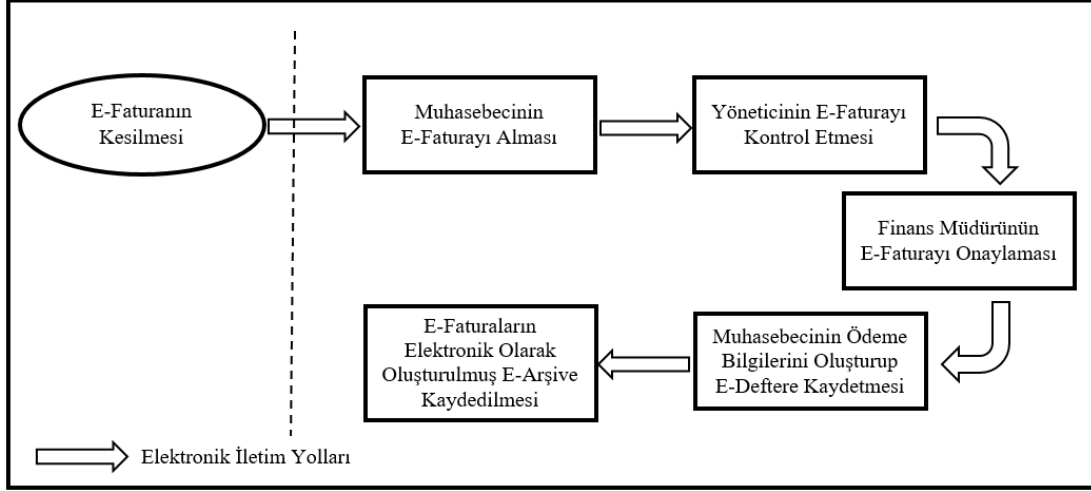 E-Faturanın
Kesilmesi
Muhasebecinin
E-Faturayı Alması
Yöneticinin E-Faturayı
Kontrol Etmesi
Finans Müdürünün
E-Faturayı Onaylaması
Muhasebecinin Ödeme
Bilgilerini Oluşturup
E-Deftere Kaydetmesi
E-Faturaların
Elektronik Olarak
Oluşturulmuş E-Arşive
Kaydedilmesi
Elektronik İletim Yolları